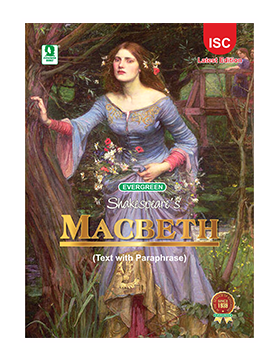 ISC
Latest Edition
EVERGREEN
Shakespeare's
MACBETH
(Text with Paraphrase)